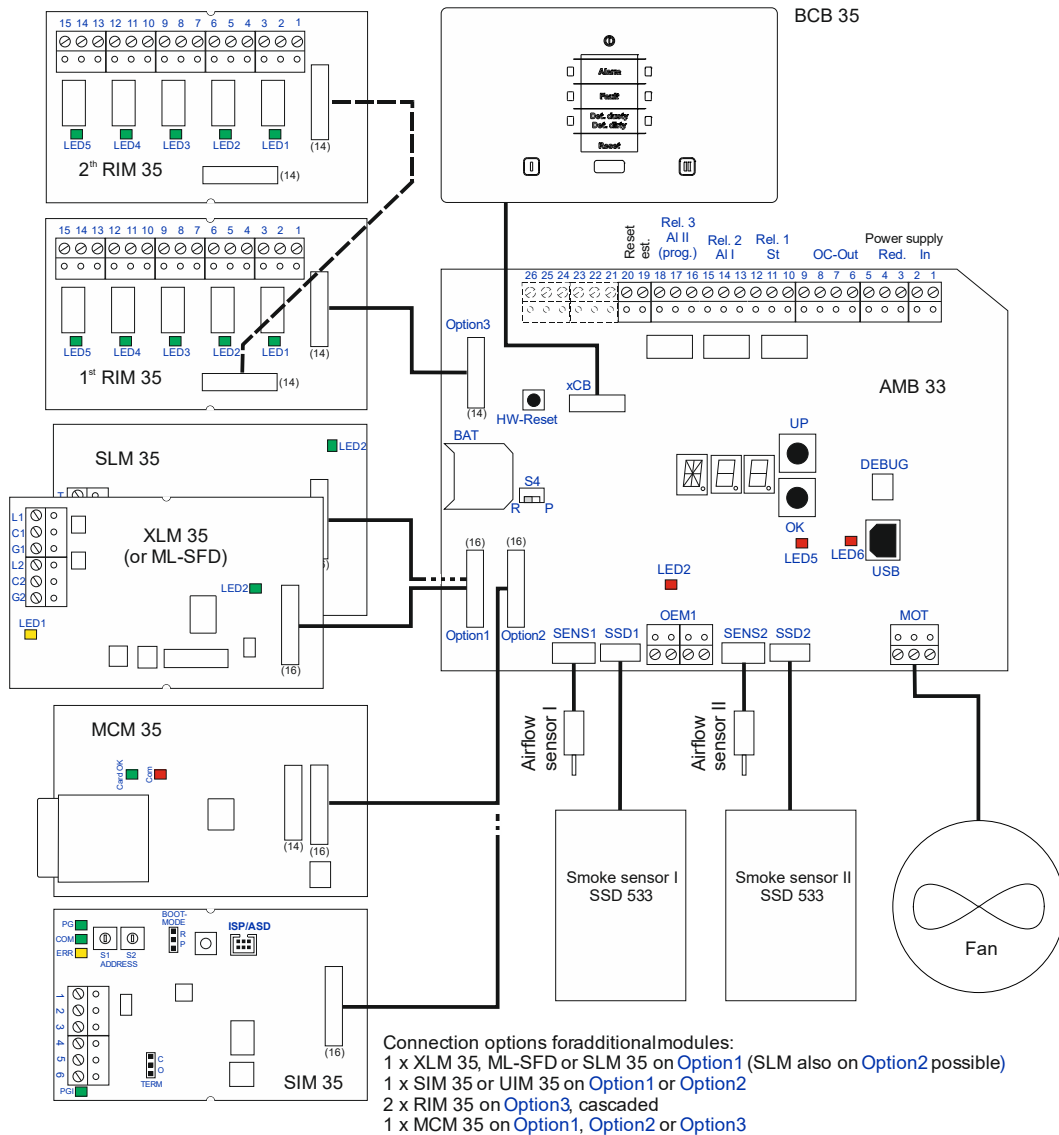 BCB 35
15 14 13 12 11 10 9 8 7 6 5 4 3 2 1
LED5 LED4 LED3 LED2 LED1
(14)
2th RIM 35
(14)
Alarm
Fault
Det. dusty
Det. dirty
Reset
I
II
15 14 13 12 11 10 9 8 7 6 5 4 3 2 1
LED5 LED4 LED3 LED2 LED1
(14)
1st RIM 35
(14)
Reset est.
Rel. 3
Al II
(prog.)
Rel. 2
Al I
Rel. 1
St
OC-Out
Power supply
Red. In
26 25 24 23 22 21 20 19 18 17 16 15 14 13 12 11 10 9 8 7 6 5 4 3 2 1
Option3
(14)
xCB
HW-Reset
AMB 33
BAT
S4
R P
UP
OK
DEBUG
LED5
LED6
USB
LED2
(16)
(16)
Option1
Option2
SENS1
SSD1
OEM1
SENS2
SSD2
MOT
SLM 35
LED2
T
XLM 35
(or ML-SFD)
L1
C1
G1
L2
C2
G2
LED2
LED1
(16)
MCM 35
Card OK
Com
(14)
(16)
Airflow
sensor I
Airflow
sensor II
Smoke sensor I
SSD 533
Smoke sensor II
SSD 533
Fan
PG
COM
ERR
S1 S2
ADDRESS
BOOT-
MODE
R
P
ISP/ASD
1
2
3
4
5
6
PGI
C
O
TERM
(16)
SIM 35
Connection options foradditionalmodules:
1 x XLM 35, ML-SFD or SLM 35 on Option1 (SLM also on Option2 possible)
1 x SIM 35 or UIM 35 on Option1 or Option2
2 x RIM 35 on Option3, cascaded
1 x MCM 35 on Option1, Option2 or Option3